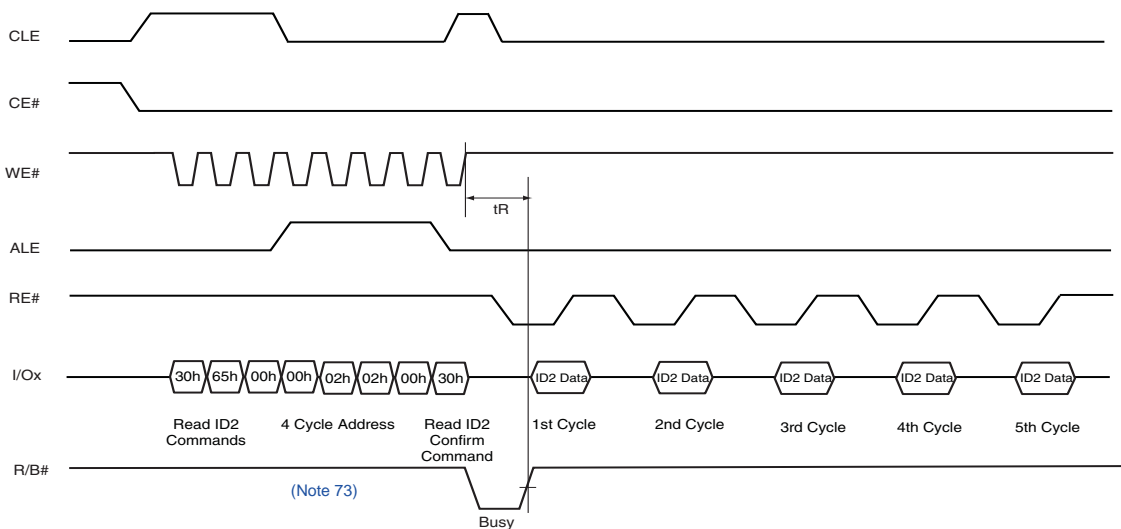 CLE
CE#
WE#
tR
ALE
RE#
I/Ox
30h 65h 00h 00h 02h 02h 00h 30h ID2 Data ID2 Data ID2 Data ID2 Data ID2 Data
Read ID2 Commands
4 Cycle Address
Read ID2 Confirm Command
1st Cycle
2nd Cycle
3rd Cycle
4th Cycle
5th Cycle
R/B#
(Note 73)
Busy